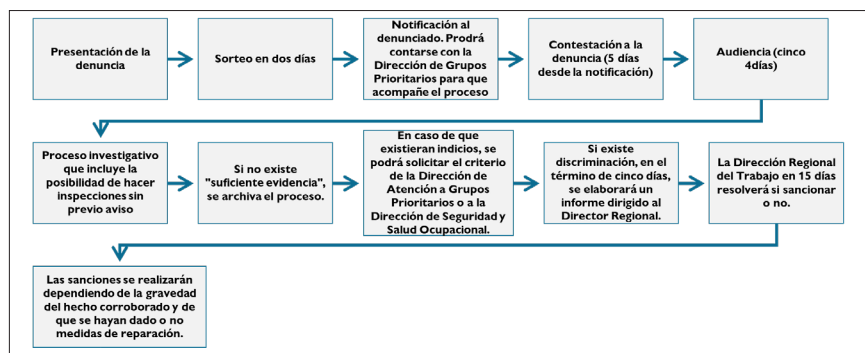 Presentación de la
denuncia
Sorteo en dos días
Notificación al
denunciado. Prodrá
contarse con la
Dirección de Grupos
Prioritarios para que
acompañe el proceso
Contestación a la
denuncia (5 días
desde la notificación)
Audiencia (cinco
4días)
Proceso investigativo
que incluye la
posibilidad de hacer
inspecciones sin
previo aviso
Si no existe
"suficiente evidencia",
se archiva el proceso.
En caso de que
existieran indicios, se
podrá solicitar el criterio
de la Dirección de
Atención a Grupos
Prioritarios o a la
Dirección de Seguridad y
Salud Ocupacional.
Si existe
discriminación, en el
término de cinco días,
se elaborará un
informe dirigido al
Director Regional.
La Dirección Regional
del Trabajo en 15 días
resolverá si sancionar
o no.
Las sanciones se realizarán
dependiendo de la gravedad
del hecho corroborado y de
que se hayan dado o no
medidas de reparación.